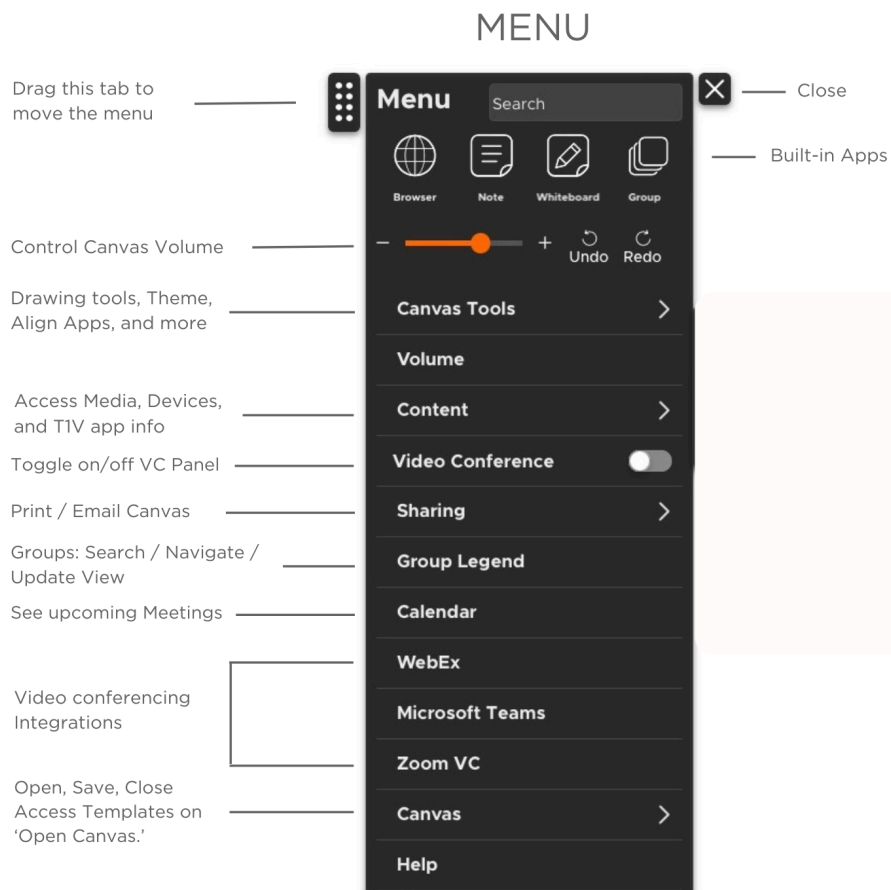 MENU
Drag this tab to
move the menu
Menu
Search
Close
Browser
Note
Whiteboard
Group
Built-in Apps
Control Canvas Volume
−
+
Undo
Redo
Drawing tools, Theme,
Align Apps, and more
Canvas Tools
Volume
Access Media, Devices,
and T1V app info
Content
Toggle on/off VC Panel
Video Conference
Print / Email Canvas
Sharing
Groups: Search / Navigate /
Update View
Group Legend
See upcoming Meetings
Calendar
WebEx
Video conferencing
Integrations
Microsoft Teams
Zoom VC
Open, Save, Close
Access Templates on
‘Open Canvas.’
Canvas
Help